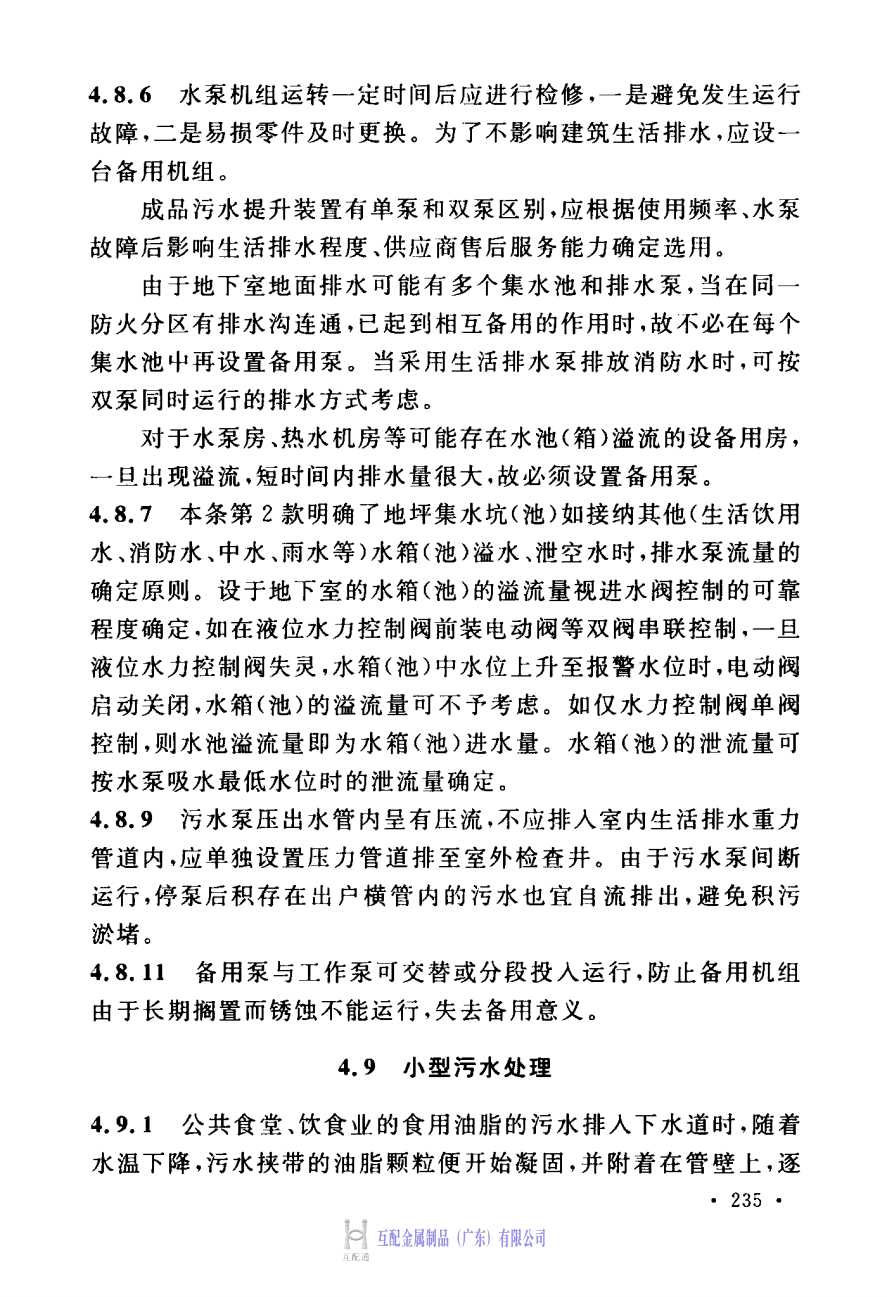 4.8.6 水泵机组运转一定时间后应进行检修,一是避免发生运行
故障,二是易损零件及时更换。为了不影响建筑生活排水,应设一
台备用机组。
成品污水提升装置有单泵和双泵区别,应根据使用频率、水泵
故障后影响生活排水程度、供应商售后服务能力确定选用。
由于地下室地面排水可能有多个集水池和排水泵,当在同一
防火分区有排水沟连通,已起到相互备用的作用时,故不必在每个
集水池中再设置备用泵。当采用生活排水泵排放消防水时,可按
双泵同时运行的排水方式考虑。
对于水泵房、热水机房等可能存在水池(箱)溢流的设备用房,
一旦出现溢流,短时间内排水量很大,故必须设置备用泵。
4.8.7 本条第2款明确了地坪集水坑(池)如接纳其他(生活饮用
水、消防水、中水、雨水等)水箱(池)溢水、泄空水时,排水泵流量的
确定原则。设于地下室的水箱(池)的溢流量视进水阀控制的可靠
程度确定,如在液位水力控制阀前装电动阀等双阀串联控制,一旦
液位水力控制阀失灵,水箱(池)中水位上升至报警水位时,电动阀
启动关闭,水箱(池)的溢流量可不予考虑。如仅水力控制阀单阀
控制,则水池溢流量即为水箱(池)进水量。水箱(池)的泄流量可
按水泵吸水最低水位时的泄流量确定。
4.8.9 污水泵压出水管内呈有压流,不应排入室内生活排水重力
管道内,应单独设置压力管道排至室外检查井。由于污水泵间断
运行,停泵后积存在出户横管内的污水也宜自流排出,避免积污
淤堵。
4.8.11 备用泵与工作泵可交替或分段投入运行,防止备用机组
由于长期搁置而锈蚀不能运行,失去备用意义。
4.9 小型污水处理
4.9.1 公共食堂、饮食业的食用油脂的污水排入下水道时,随着
水温下降,污水挟带的油脂颗粒便开始凝固,并附着在管壁上,逐
• 235 •
互配金属制品(广东)有限公司
互配通